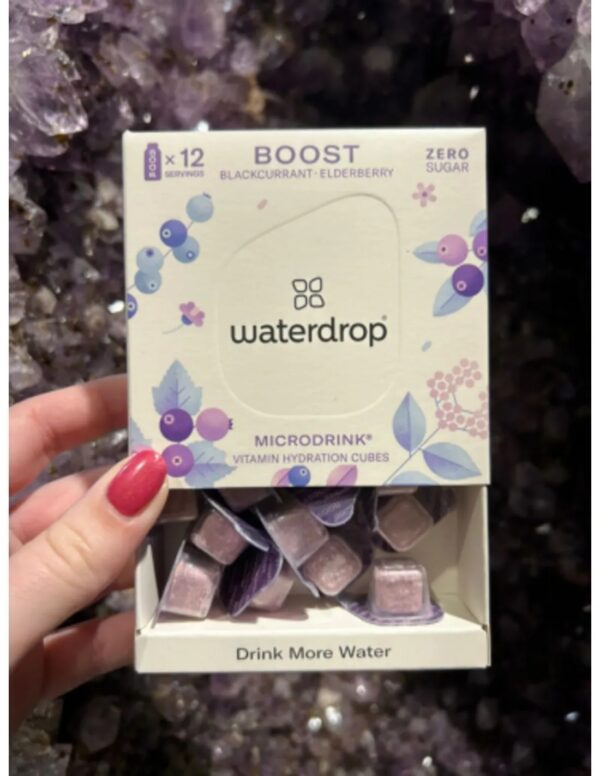 × 12
SERVINGS
BOOST
BLACKCURRANT · ELDERBERRY
ZERO
SUGAR
waterdrop®
MICRODRINK®
VITAMIN HYDRATION CUBES
Drink More Water